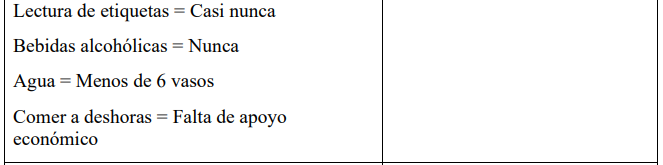 Lectura de etiquetas = Casi nunca
Bebidas alcohólicas = Nunca
Agua = Menos de 6 vasos
Comer a deshoras = Falta de apoyo
económico